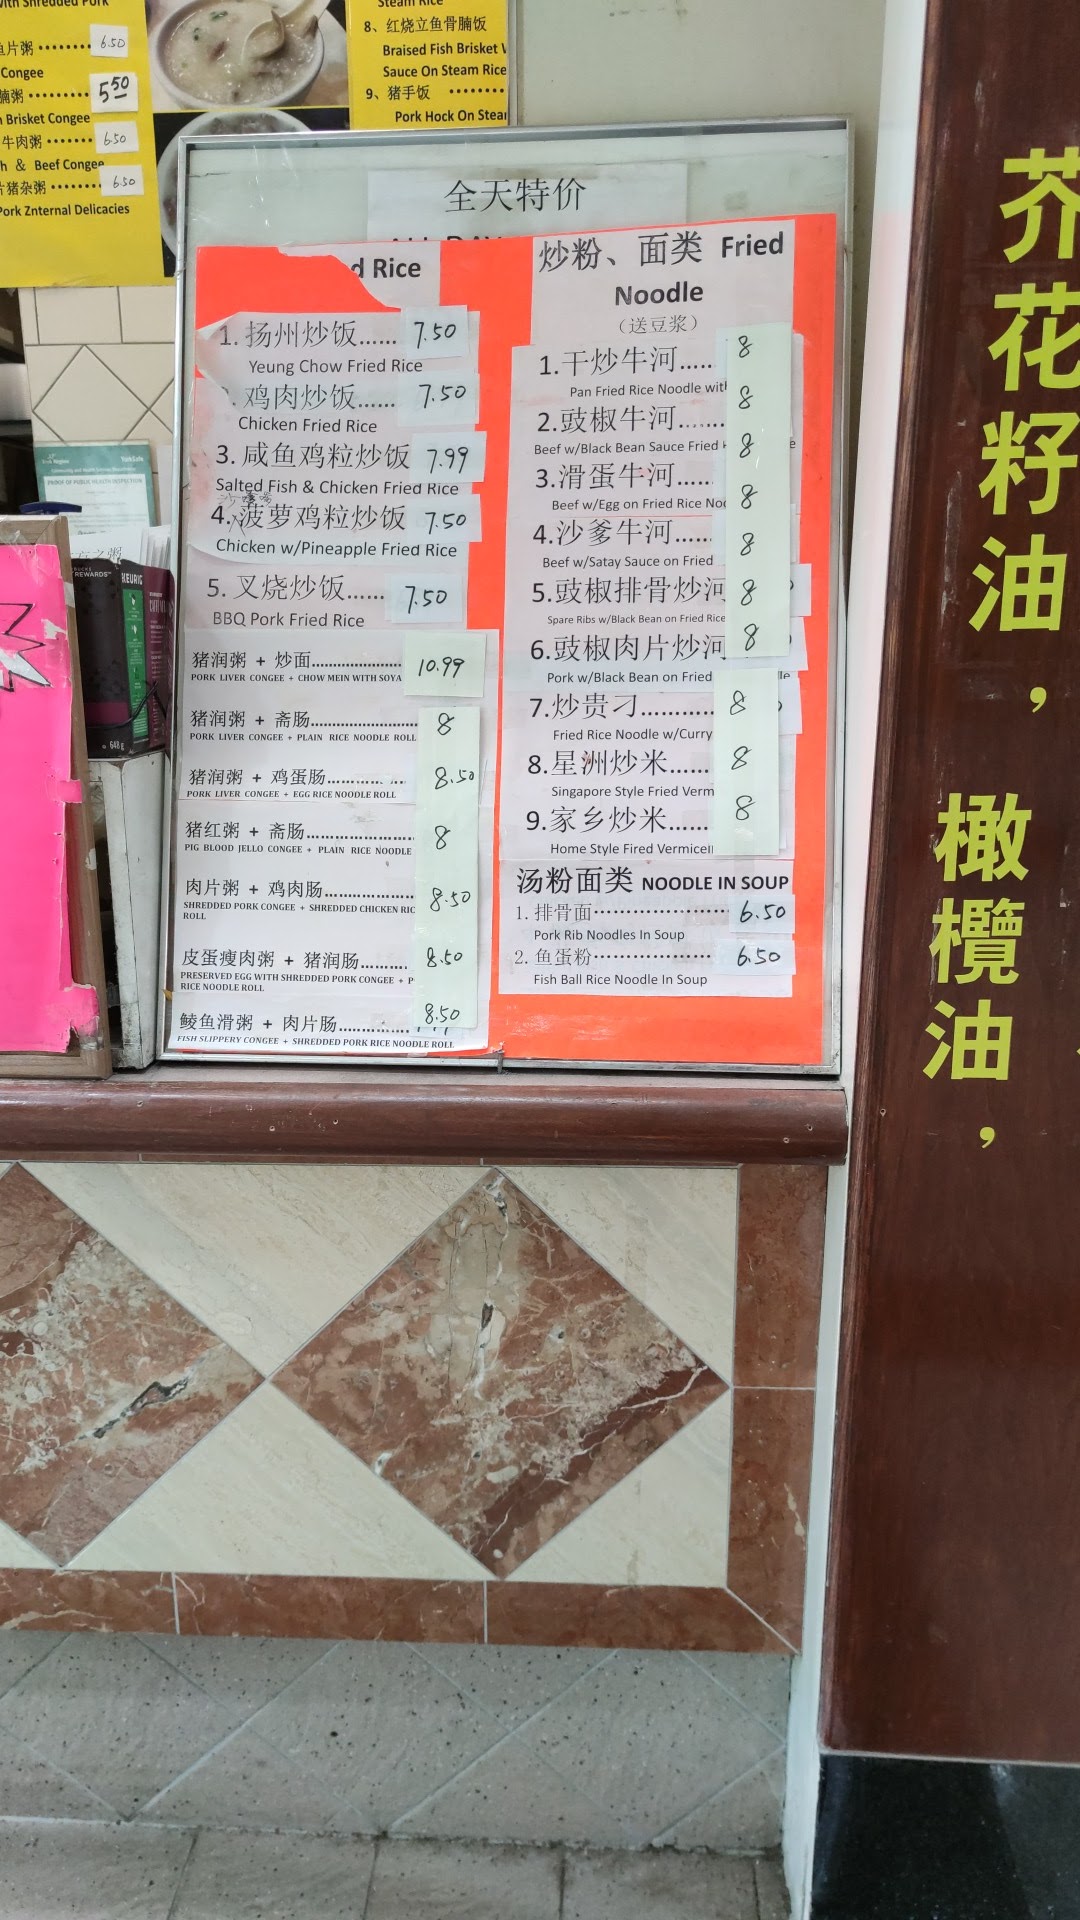 with Shredded Pork
鱼片粥 ········ 6.50
Congee
腩粥 ········· 5.50
h Brisket Congee
牛肉粥 ······· 6.50
h & Beef Congee
片猪杂粥 ········ 6.50
Pork Znternal Delicacies
Steam Rice
8、红烧立鱼骨腩饭
Braised Fish Brisket
Sauce On Steam Rice
9、猪手饭 ········
Pork Hock On Steam
全天特价
ALL DAY
d Rice
1. 扬州炒饭...... 7.50
Yeung Chow Fried Rice
鸡肉炒饭...... 7.50
Chicken Fried Rice
3. 咸鱼鸡粒炒饭 7.99
Salted Fish & Chicken Fried Rice
4. 菠萝鸡粒炒饭 7.50
Chicken w/Pineapple Fried Rice
5. 叉烧炒饭...... 7.50
BBQ Pork Fried Rice
猪润粥 + 炒面 10.99
PORK LIVER CONGEE + CHOW MEIN WITH SOYA
猪润粥 + 斋肠 8
PORK LIVER CONGEE + PLAIN RICE NOODLE ROLL
猪润粥 + 鸡蛋肠 8.50
PORK LIVER CONGEE + EGG RICE NOODLE ROLL
猪红粥 + 斋肠 8
PIG BLOOD JELLO CONGEE + PLAIN RICE NOODLE
肉片粥 + 鸡肉肠 8.50
SHREDDED PORK CONGEE + SHREDDED CHICKEN RIC
ROLL
皮蛋瘦肉粥 + 猪润肠 8.50
PRESERVED EGG WITH SHREDDED PORK CONGEE + P
RICE NOODLE ROLL
鲮鱼滑粥 + 肉片肠 8.50
FISH SLIPPERY CONGEE + SHREDDED PORK RICE NOODLE ROLL
炒粉、面类 Fried
Noodle
（送豆浆）
1.干炒牛河...... 8
Pan Fried Rice Noodle with
2.豉椒牛河...... 8
Beef w/Black Bean Sauce Fried
3.滑蛋牛河...... 8
Beef w/Egg on Fried Rice Noo
4.沙爹牛河...... 8
Beef w/Satay Sauce on Fried
5.豉椒排骨炒河 8
Spare Ribs w/Black Bean on Fried Rice
6.豉椒肉片炒河 8
Pork w/Black Bean on Fried
7.炒贵刁 8
Fried Rice Noodle w/Curry
8.星洲炒米...... 8
Singapore Style Fried Verm
9.家乡炒米...... 8
Home Style Fired Vermicel
汤粉面类 NOODLE IN SOUP
1. 排骨面 6.50
Pork Rib Noodles In Soup
2. 鱼蛋粉 6.50
Fish Ball Rice Noodle In Soup
PROOF OF PUBLIC HEALTH INSPECTION
REWARDS™
KEURIG
芥花籽油，
橄欖油，